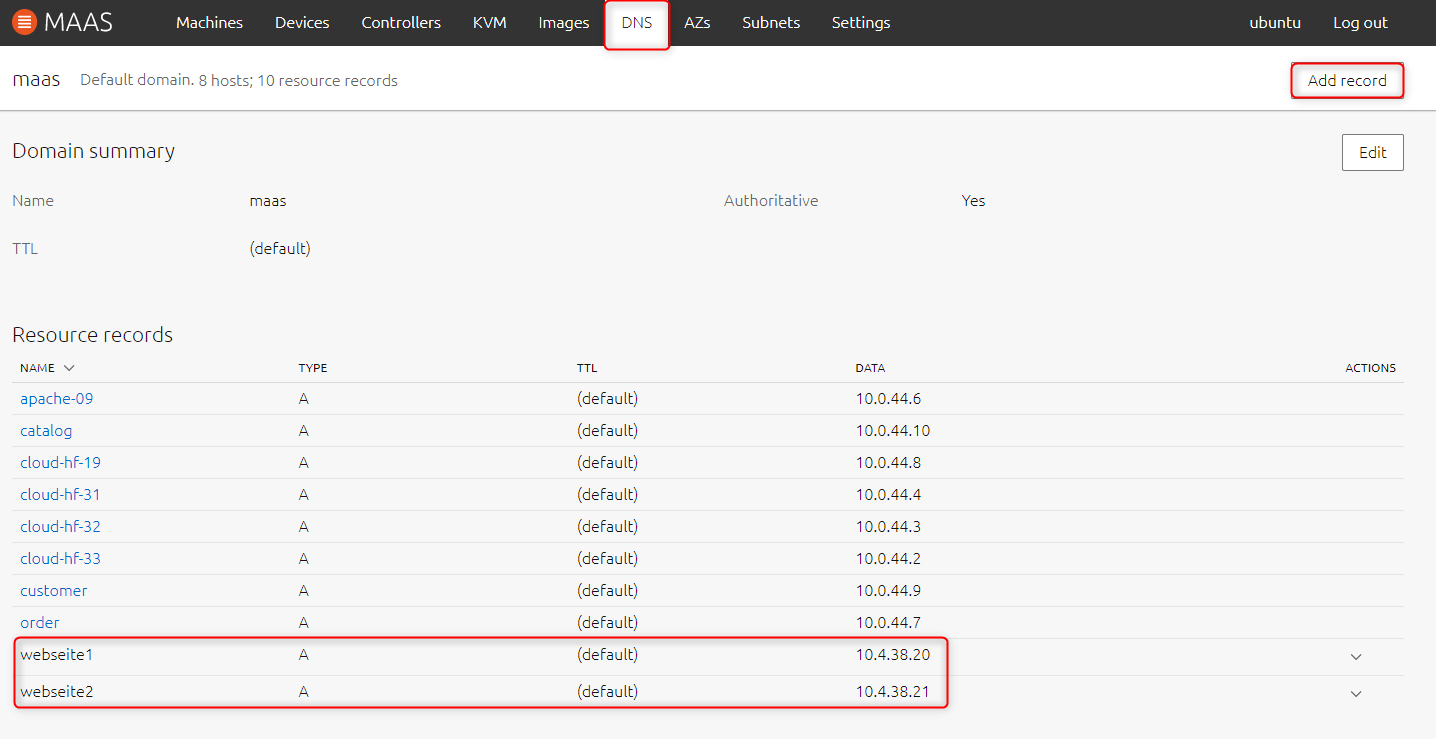 MAAS Machines Devices Controllers KVM Images DNS AZs Subnets Settings ubuntu Log out
maas Default domain. 8 hosts; 10 resource records Add record
Domain summary Edit
Name maas Authoritative Yes
TTL (default)
Resource records
NAME TYPE TTL DATA ACTIONS
apache-09 A (default) 10.0.44.6
catalog A (default) 10.0.44.10
cloud-hf-19 A (default) 10.0.44.8
cloud-hf-31 A (default) 10.0.44.4
cloud-hf-32 A (default) 10.0.44.3
cloud-hf-33 A (default) 10.0.44.2
customer A (default) 10.0.44.9
order A (default) 10.0.44.7
webseite1 A (default) 10.4.38.20
webseite2 A (default) 10.4.38.21